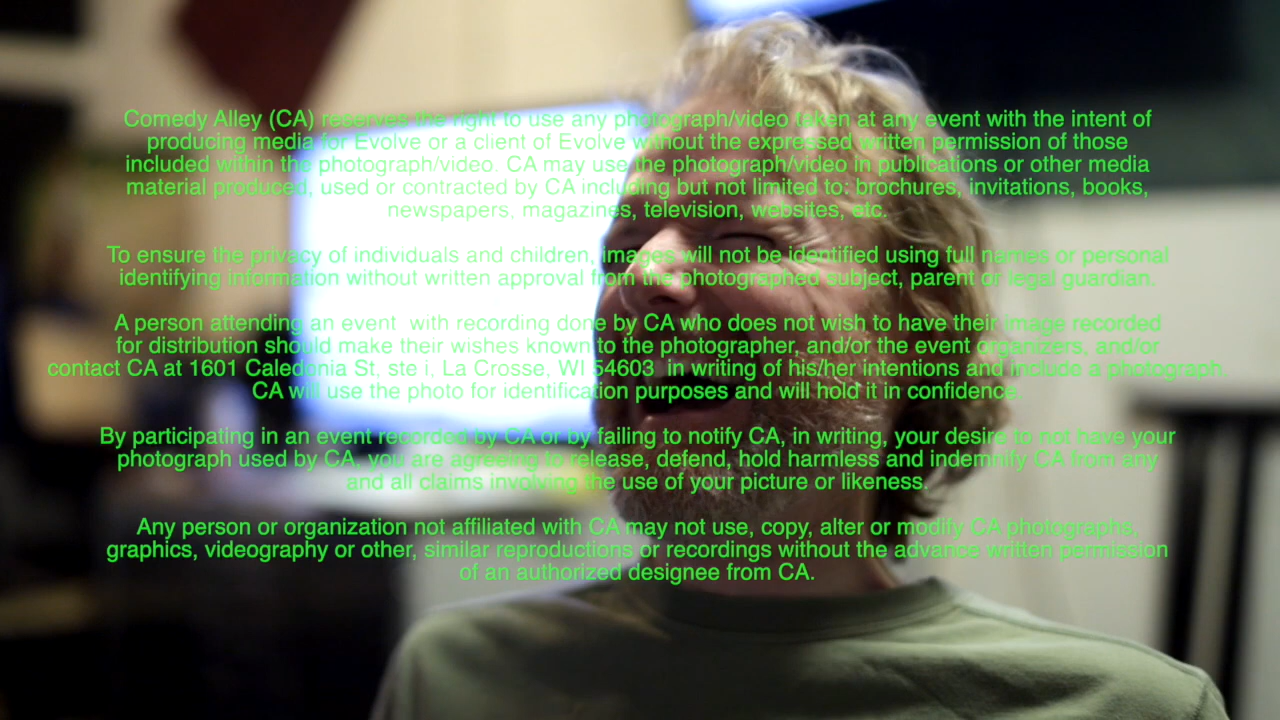 Comedy Alley (CA) reserves the right to use any photograph/video taken at any event with the intent of
producing media for Evolve or a client of Evolve without the expressed written permission of those
included within the photograph/video. CA may use the photograph/video in publications or other media
material produced, used or contracted by CA including but not limited to: brochures, invitations, books,
newspapers, magazines, television, websites, etc.
To ensure the privacy of individuals and children, images will not be identified using full names or personal
identifying information without written approval from the photographed subject, parent or legal guardian.
A person attending an event  with recording done by CA who does not wish to have their image recorded
for distribution should make their wishes known to the photographer, and/or the event organizers, and/or
contact CA at 1601 Caledonia St, ste i, La Crosse, WI 54603  in writing of his/her intentions and include a photograph.
CA will use the photo for identification purposes and will hold it in confidence.
By participating in an event recorded by CA or by failing to notify CA, in writing, your desire to not have your
photograph used by CA, you are agreeing to release, defend, hold harmless and indemnify CA from any
and all claims involving the use of your picture or likeness.
Any person or organization not affiliated with CA may not use, copy, alter or modify CA photographs,
graphics, videography or other, similar reproductions or recordings without the advance written permission
of an authorized designee from CA.